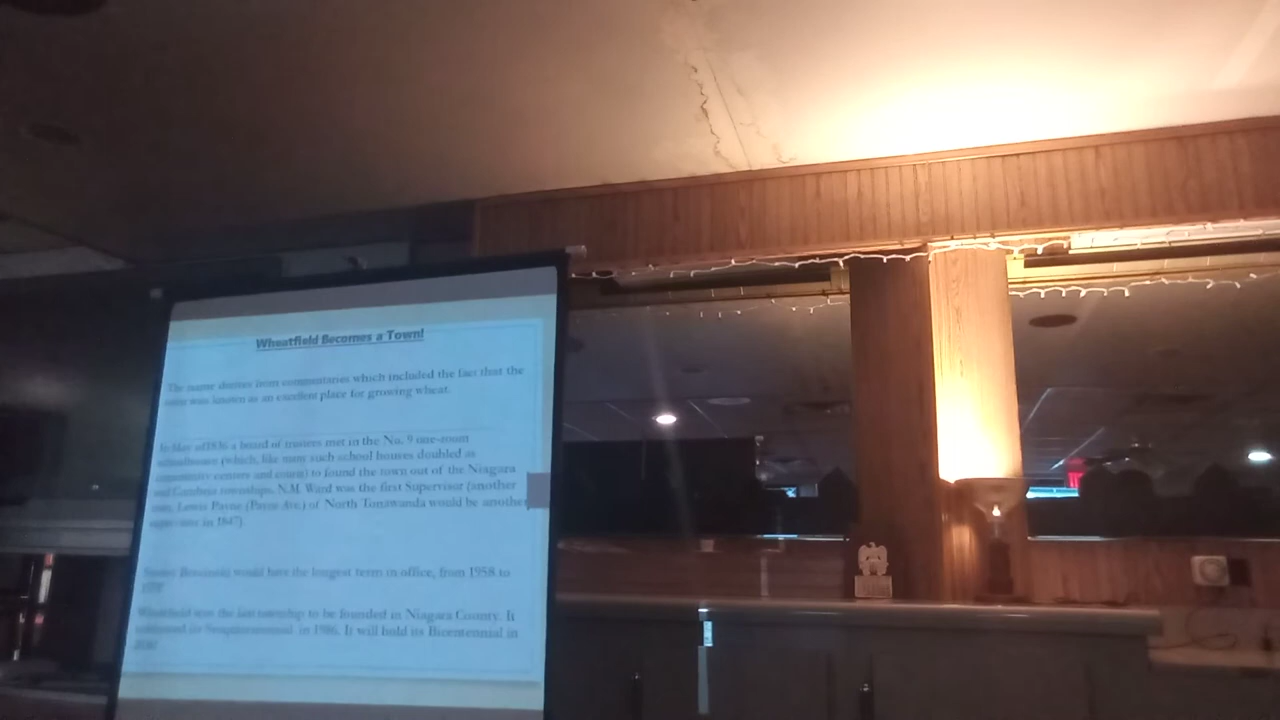 Wheatfield Becomes a Town!
The name derives from commentaries which included the fact that the
was known as an excellent place for growing wheat.
In May of 1836 a board of trustees met in the No. 9 one-room
(which, like many such school houses doubled as
community centers and courts) to found the town out of the Niagara
and Cambria townships. N.M. Ward was the first Supervisor (another
Lewis Payne (Payne Ave.) of North Tonawanda would be another
supervisor in 1847).
would have the longest term in office, from 1958 to
Wheatfield was the last township to be founded in Niagara County. It
its Sesquicentennial in 1986. It will hold its Bicentennial in